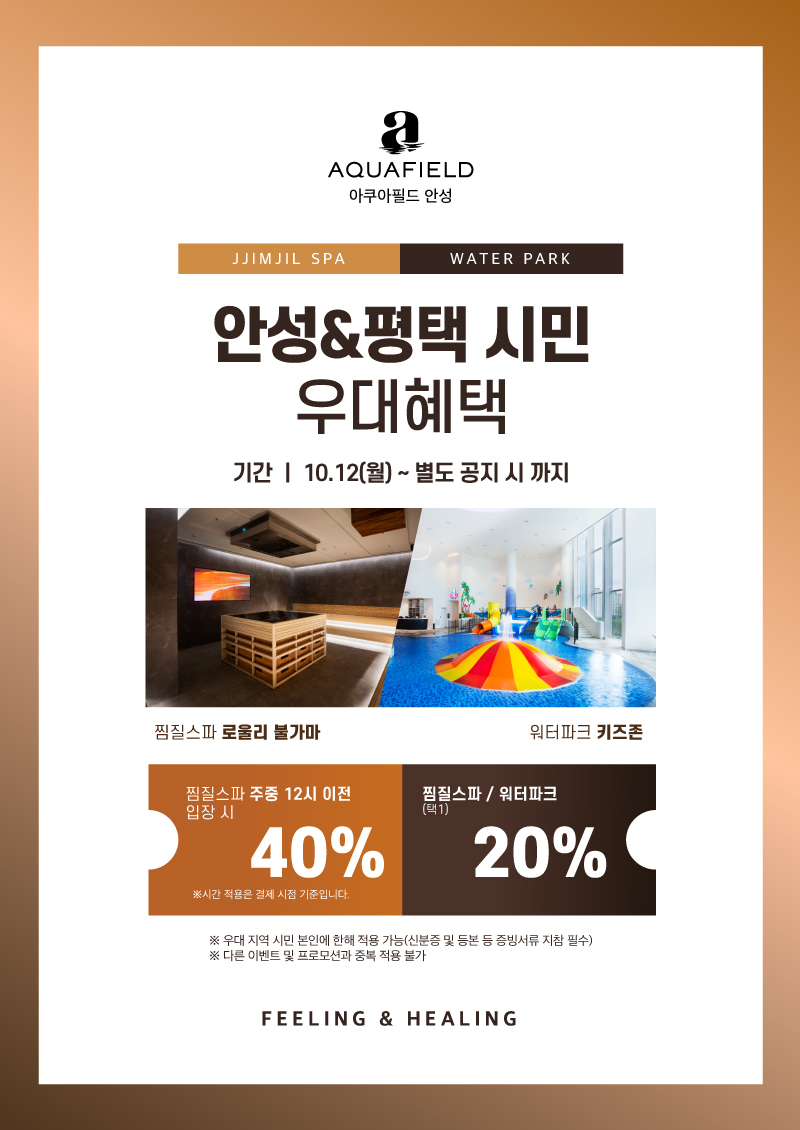 a
AQUAFIELD
아쿠아필드 안성
JJIMJIL SPA
WATER PARK
안성&평택 시민
우대혜택
기간 ㅣ 10.12(월) ~ 별도 공지 시 까지
찜질스파 로울리 불가마
워터파크 키즈존
찜질스파 주중 12시 이전
입장 시
40%
※시간 적용은 결제 시점 기준입니다.
찜질스파 / 워터파크
(택1)
20%
※ 우대 지역 시민 본인에 한해 적용 가능(신분증 및 등본 등 증빙서류 지참 필수)
※ 다른 이벤트 및 프로모션과 중복 적용 불가
FEELING & HEALING